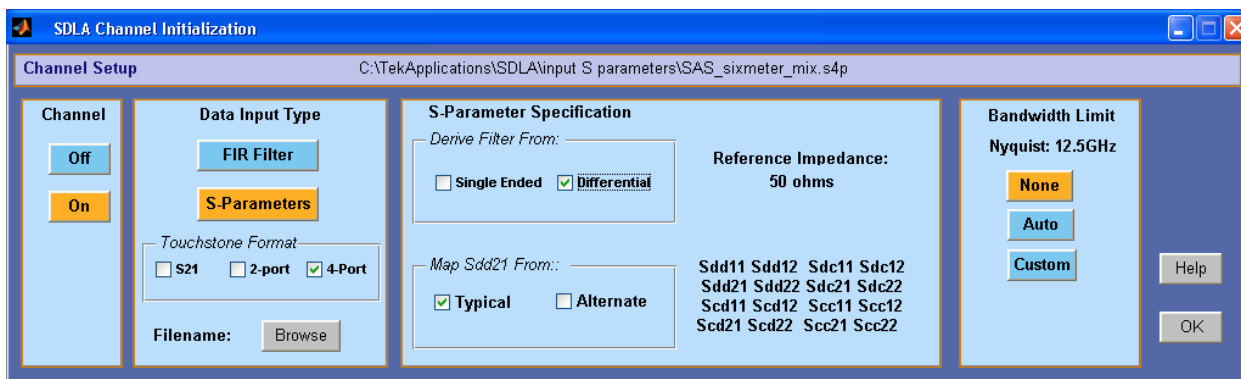 SDLA Channel Initialization
Channel Setup
C:\TekApplications\SDLA\input S parameters\SAS_sixmeter_mix.s4p
Channel
Off
On
Data Input Type
FIR Filter
S-Parameters
Touchstone Format
S21 2-port 4-Port
Filename: Browse
S-Parameter Specification
Derive Filter From:
Single Ended Differential
Reference Impedance:
50 ohms
Map Sdd21 From::
Typical Alternate
Sdd11 Sdd12 Sdc11 Sdc12
Sdd21 Sdd22 Sdc21 Sdc22
Scd11 Scd12 Scc11 Scc12
Scd21 Scd22 Scc21 Scc22
Bandwidth Limit
Nyquist: 12.5GHz
None
Auto
Custom
Help
OK